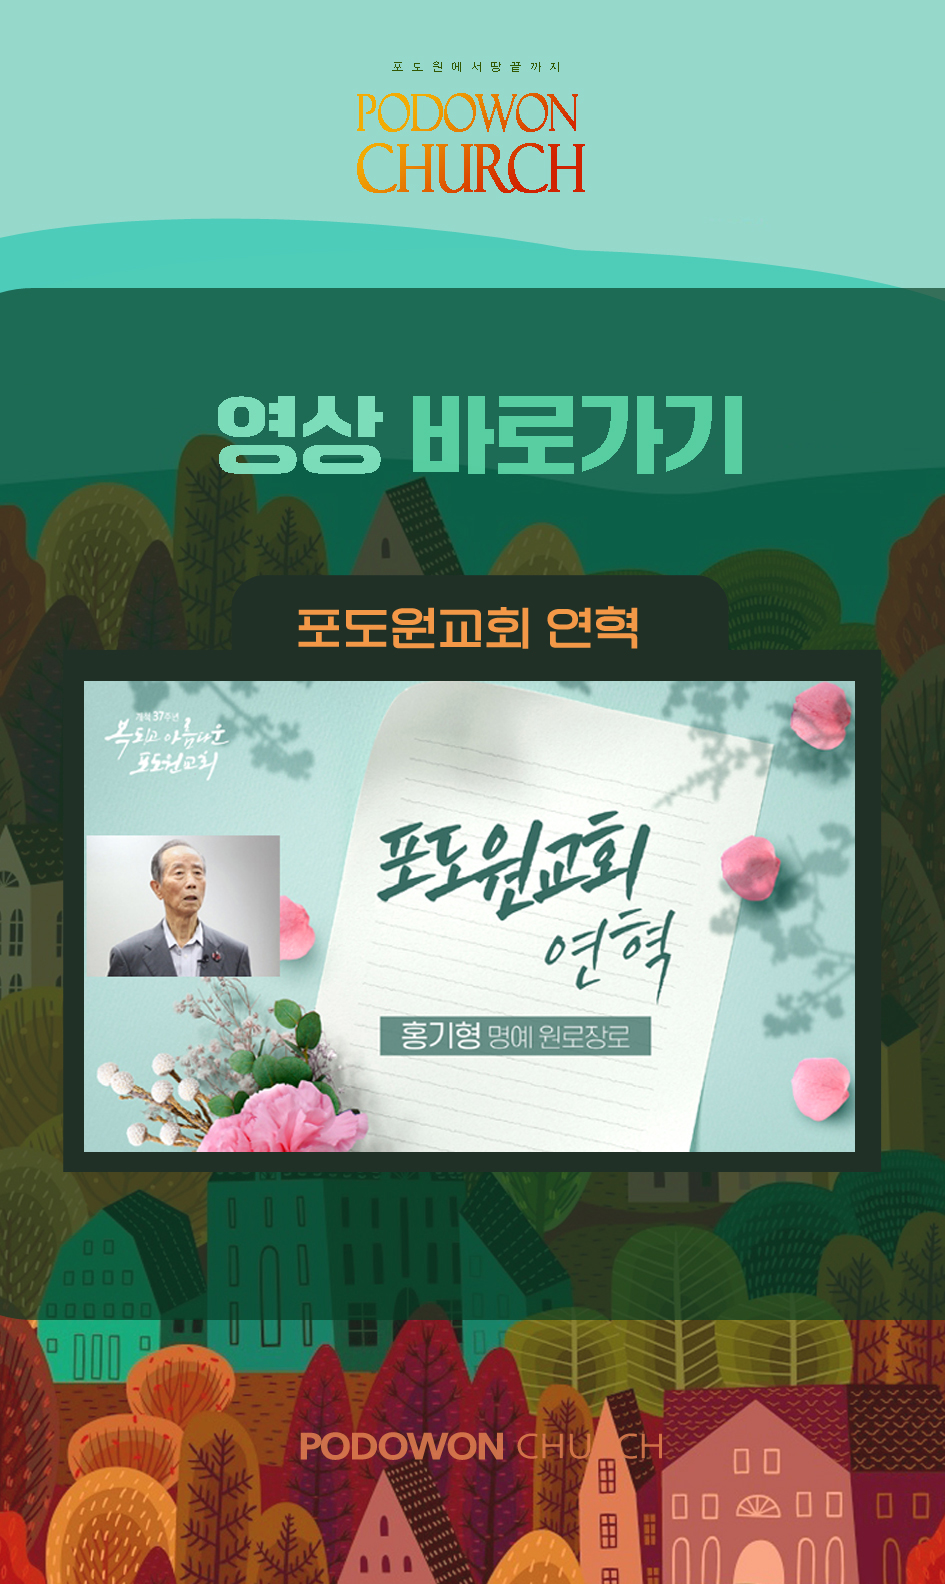 포도원에서땅끝까지
PODOWON
CHURCH
영상 바로가기
포도원교회 연혁
개척 37주년
복되고 아름다운
포도원교회
포도원교회
연혁
홍기형 명예 원로장로
PODOWON CHURCH